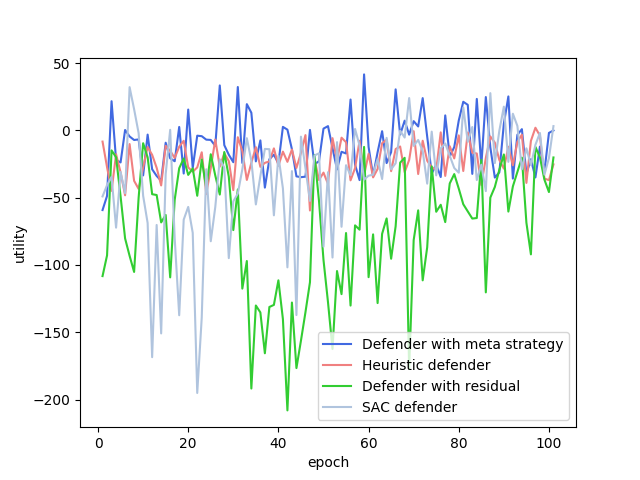 50
0
−50
−100
−150
−200
utility
0
20
40
60
80
100
epoch
Defender with meta strategy
Heuristic defender
Defender with residual
SAC defender